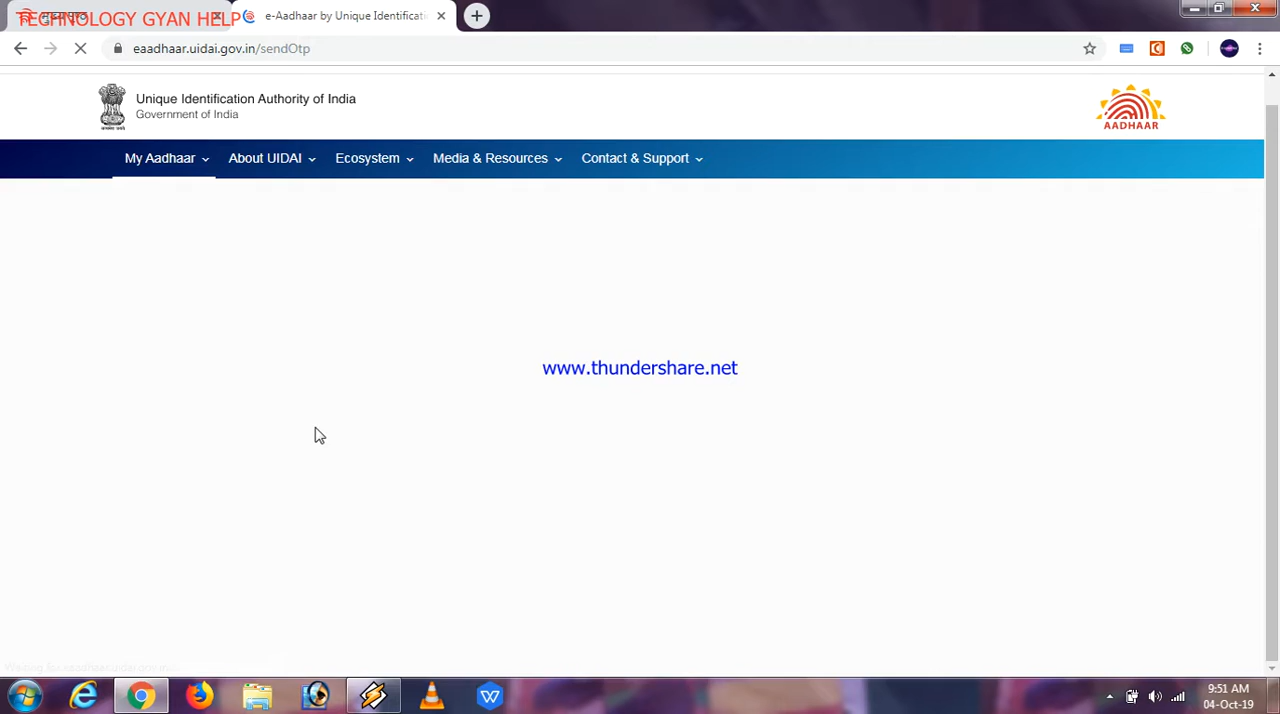 TECHNOLOGY GYAN HELP
e-Aadhaar by Unique Identificati
eaadhaar.uidai.gov.in/sendOtp
Unique Identification Authority of India
Government of India
AADHAAR
My Aadhaar
About UIDAI
Ecosystem
Media & Resources
Contact & Support
www.thundershare.net
9:51 AM
04-Oct-19